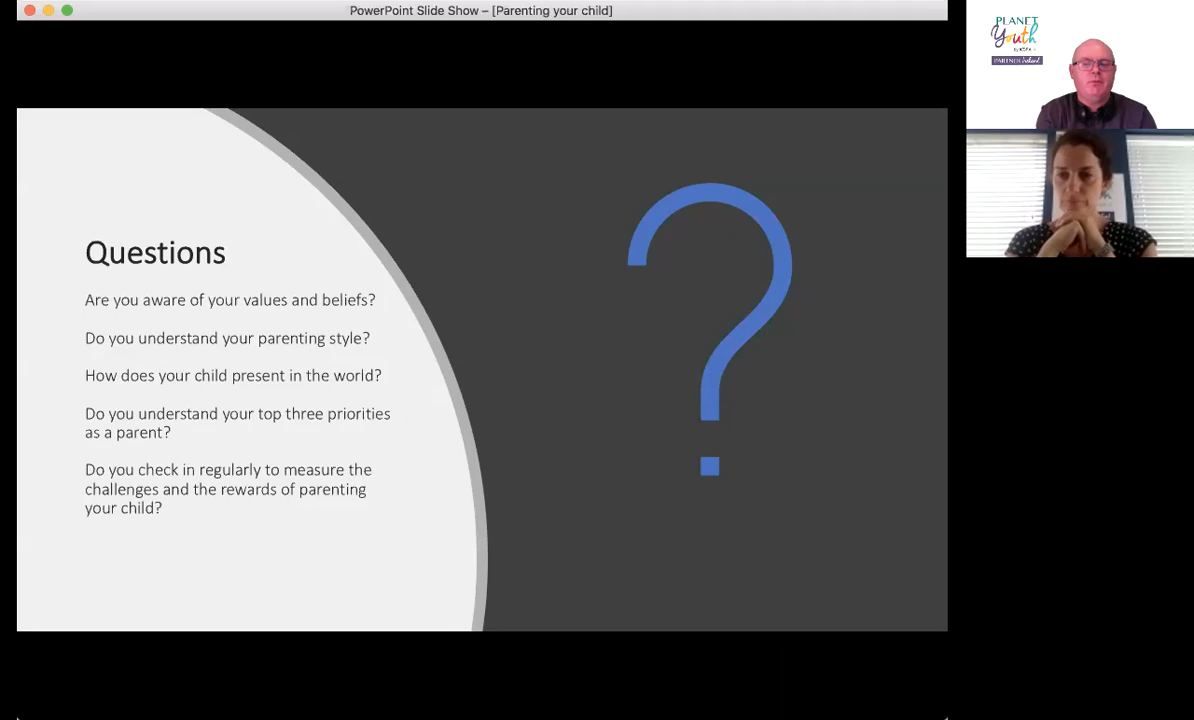 PowerPoint Slide Show – [Parenting your child]
PLANET
Youth
PARTNER Ireland
Questions
Are you aware of your values and beliefs?
Do you understand your parenting style?
How does your child present in the world?
Do you understand your top three priorities
as a parent?
Do you check in regularly to measure the
challenges and the rewards of parenting
your child?
?